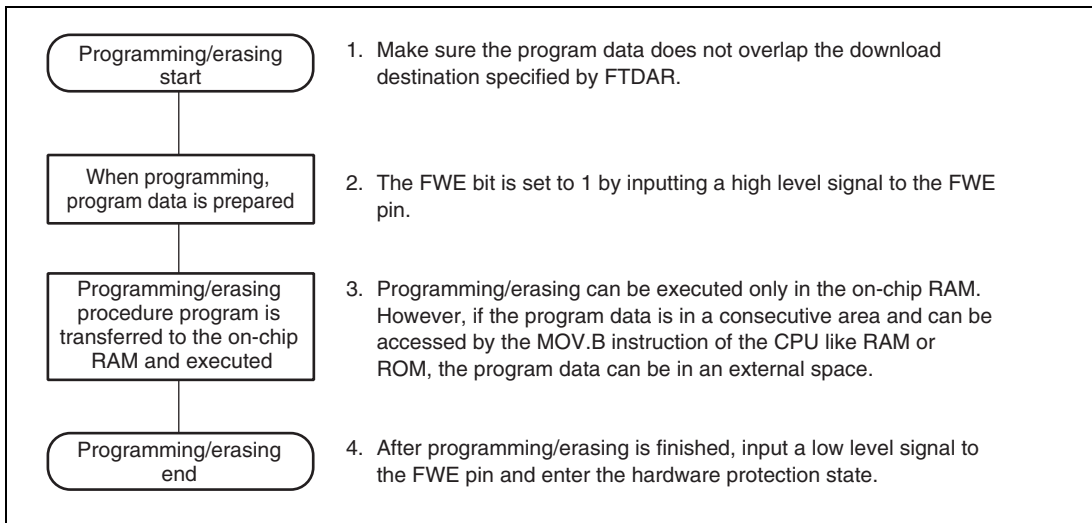 Programming/erasing
start
1. Make sure the program data does not overlap the download
destination specified by FTDAR.
When programming,
program data is prepared
2. The FWE bit is set to 1 by inputting a high level signal to the FWE
pin.
Programming/erasing
procedure program is
transferred to the on-chip
RAM and executed
3. Programming/erasing can be executed only in the on-chip RAM.
However, if the program data is in a consecutive area and can be
accessed by the MOV.B instruction of the CPU like RAM or
ROM, the program data can be in an external space.
Programming/erasing
end
4. After programming/erasing is finished, input a low level signal to
the FWE pin and enter the hardware protection state.